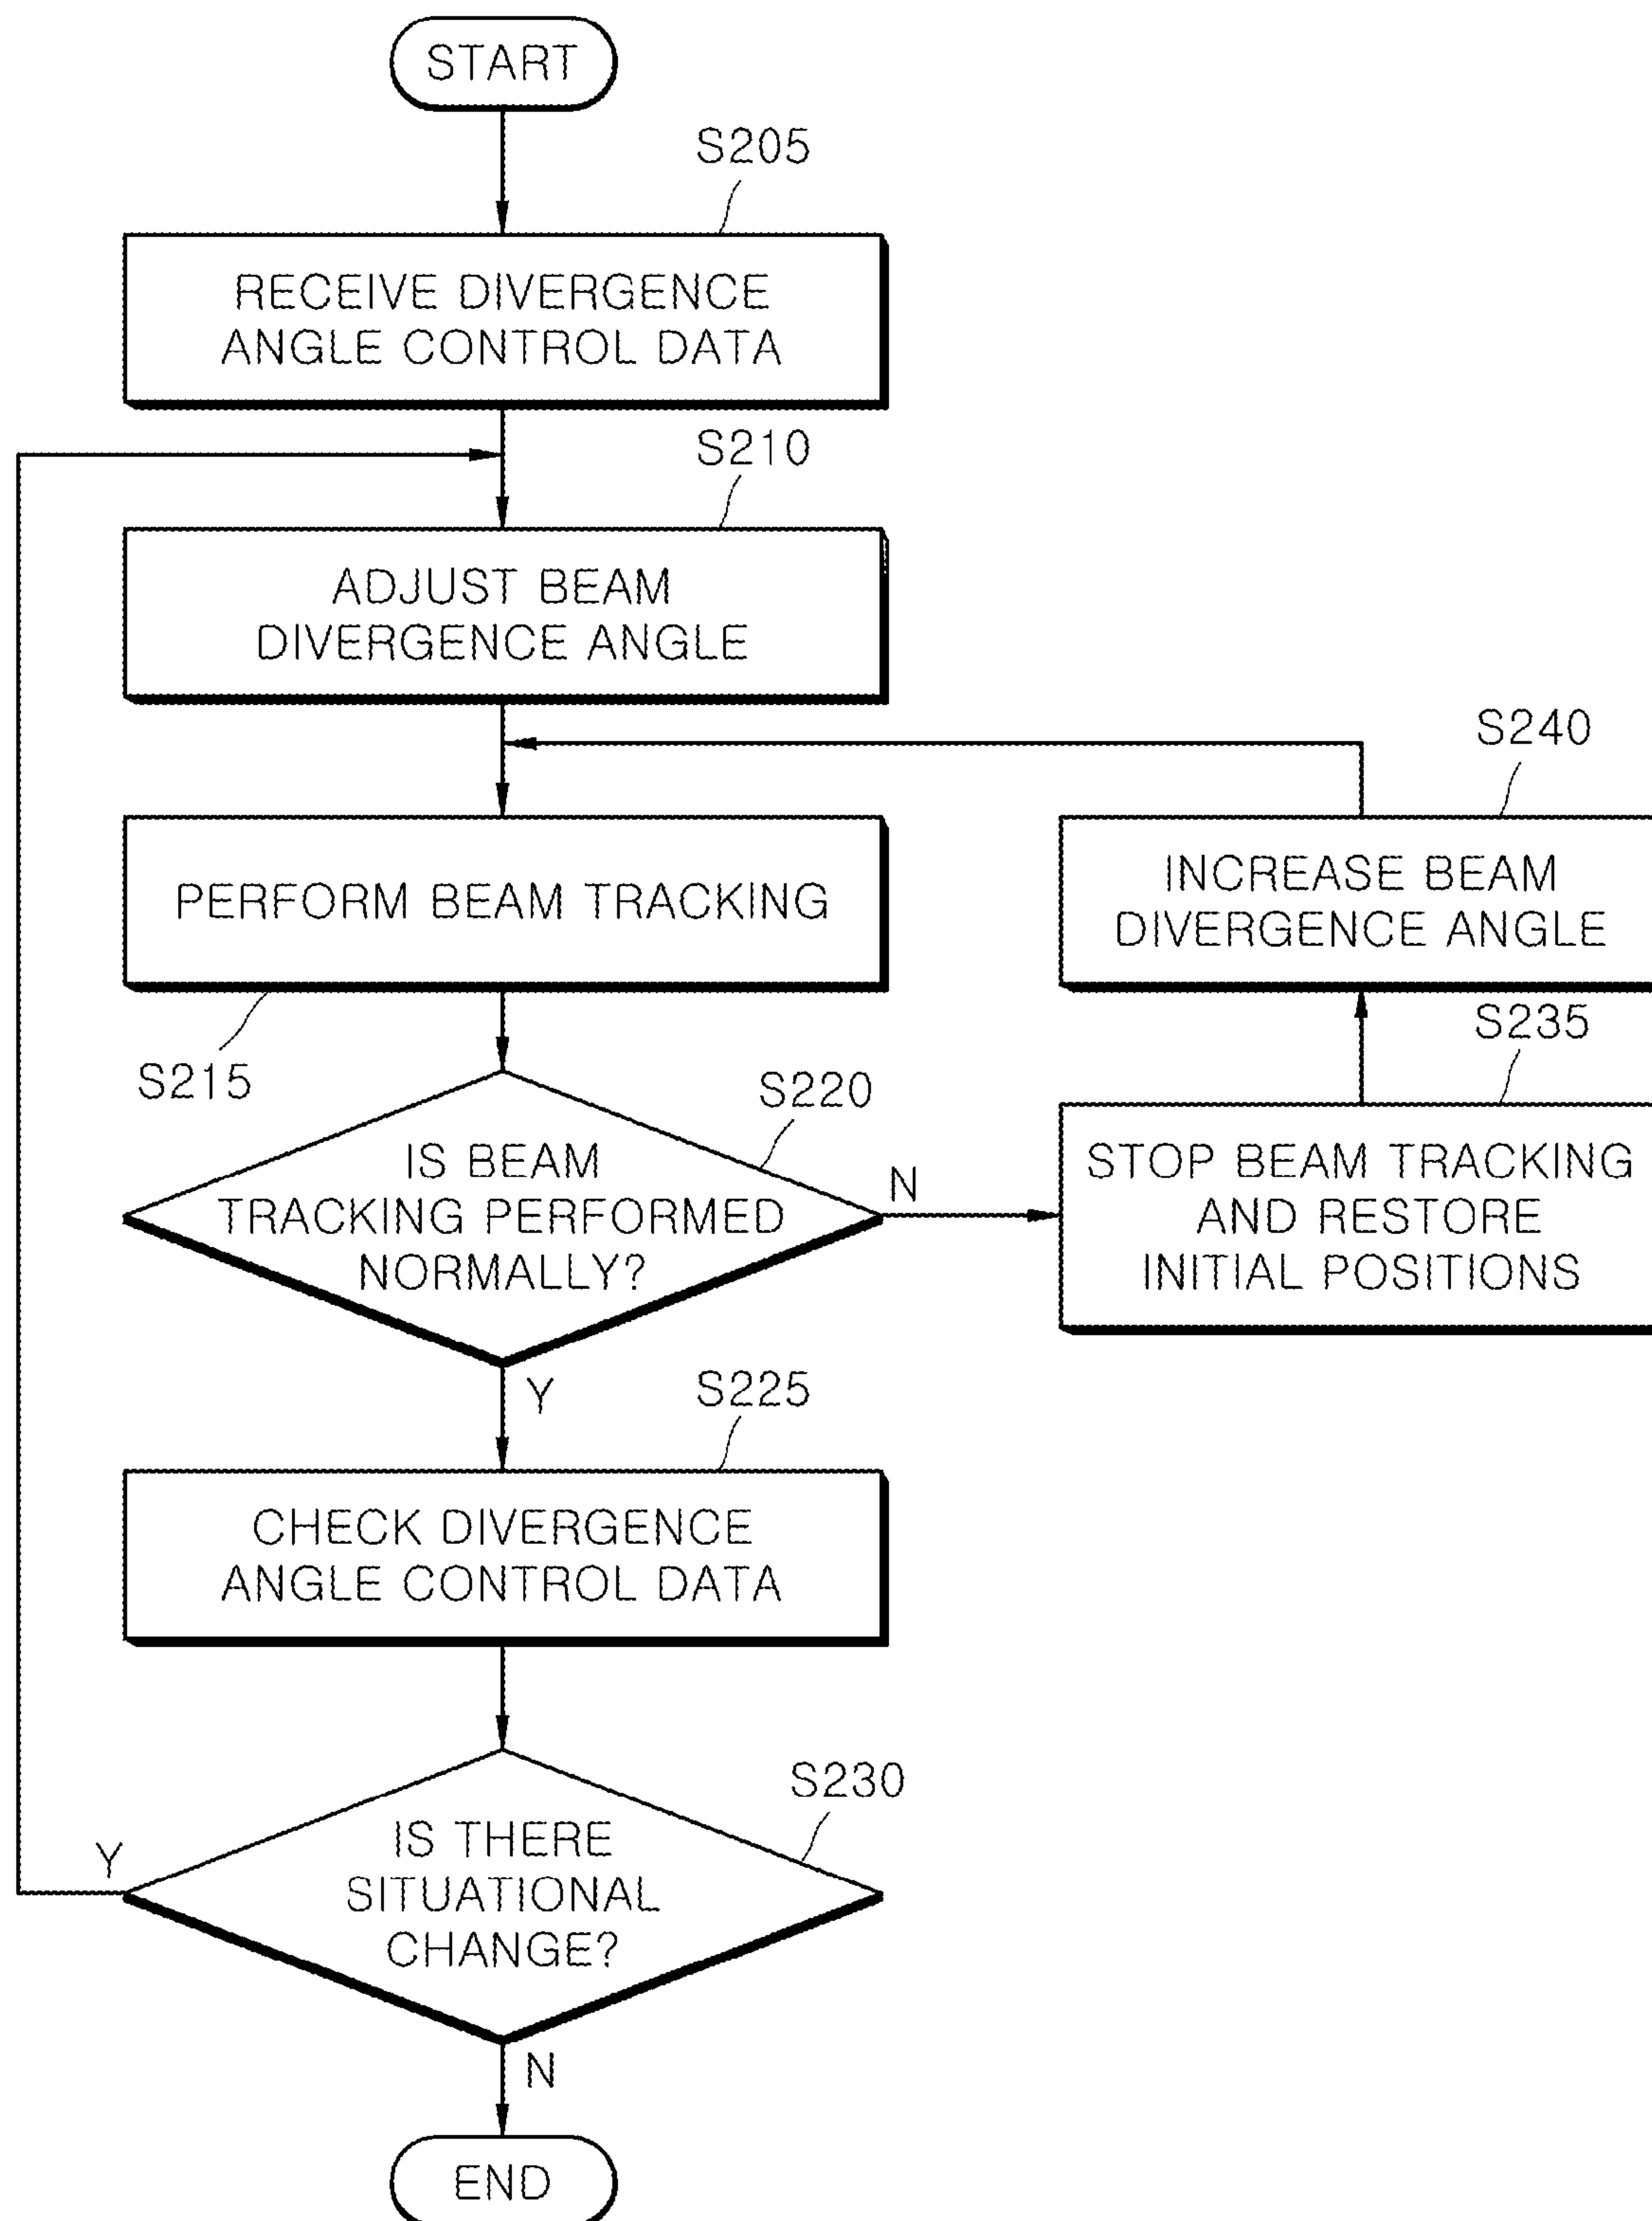 START
S205
RECEIVE DIVERGENCE
ANGLE CONTROL DATA
S210
ADJUST BEAM
DIVERGENCE ANGLE
S240
PERFORM BEAM TRACKING
INCREASE BEAM
DIVERGENCE ANGLE
S215
S235
S220
IS BEAM
TRACKING PERFORMED
NORMALLY?
N
STOP BEAM TRACKING
AND RESTORE
INITIAL POSITIONS
Y
S225
CHECK DIVERGENCE
ANGLE CONTROL DATA
S230
Y
IS THERE
SITUATIONAL
CHANGE?
N
END